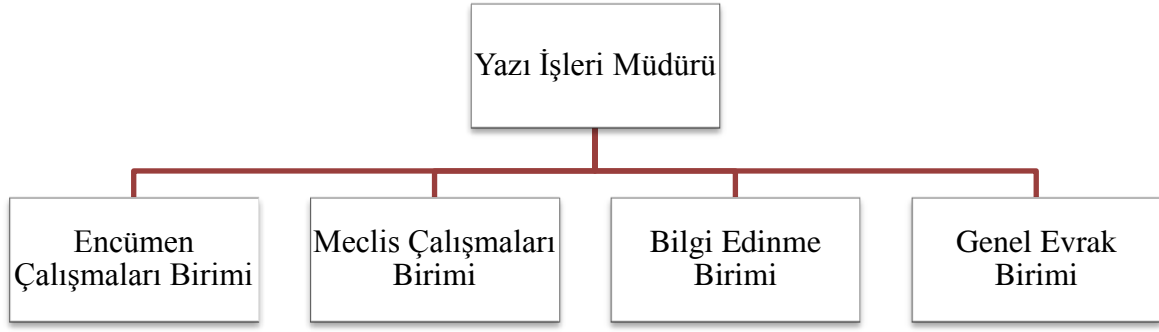 Yazı İşleri Müdürü
Encümen
Çalışmaları Birimi
Meclis Çalışmaları
Birimi
Bilgi Edinme
Birimi
Genel Evrak
Birimi